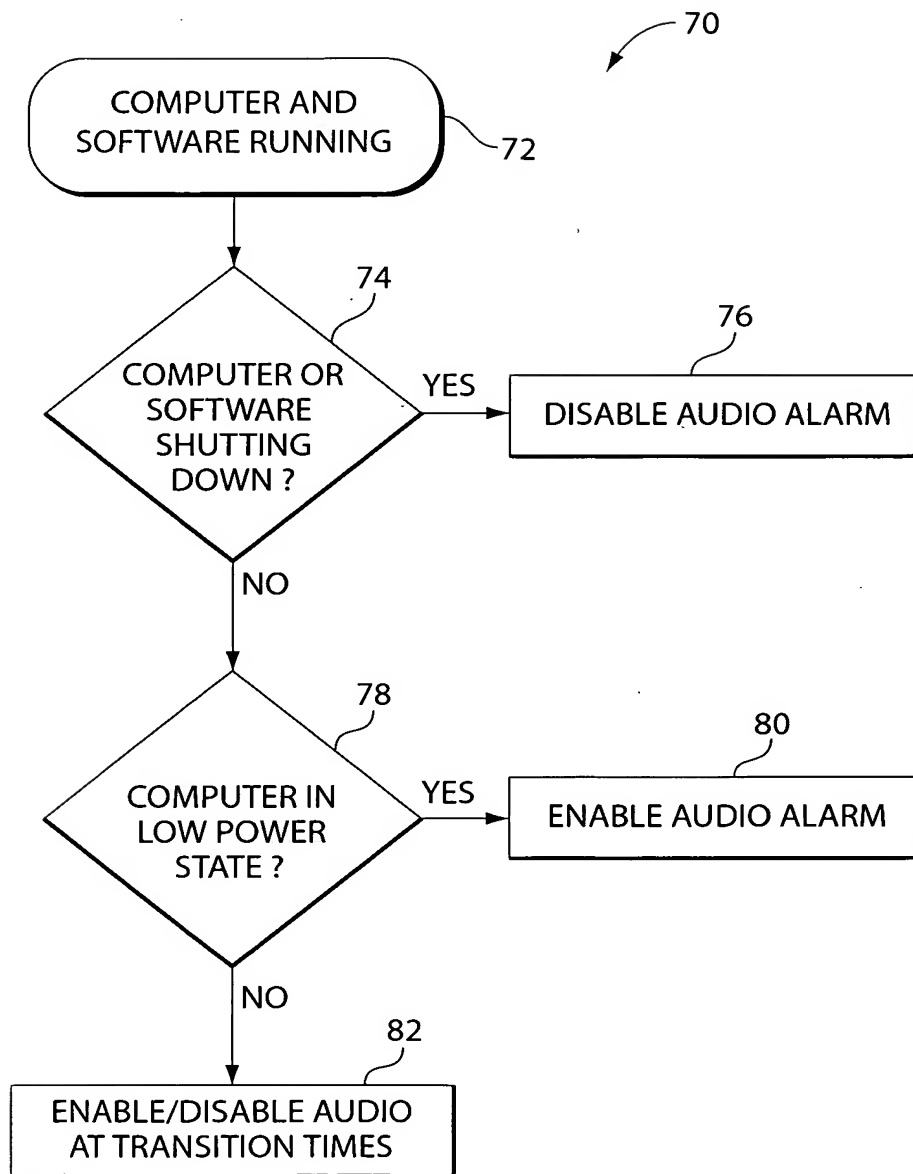 70
COMPUTER AND
SOFTWARE RUNNING
72
74
COMPUTER OR
SOFTWARE
SHUTTING
DOWN ?
YES
76
DISABLE AUDIO ALARM
NO
78
COMPUTER IN
LOW POWER
STATE ?
YES
80
ENABLE AUDIO ALARM
NO
82
ENABLE/DISABLE AUDIO
AT TRANSITION TIMES